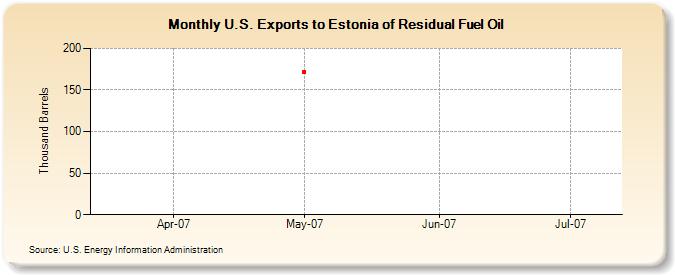 Monthly U.S. Exports to Estonia of Residual Fuel Oil
Thousand Barrels
200
150
100
50
0
Apr-07 May-07 Jun-07 Jul-07
Source: U.S. Energy Information Administration